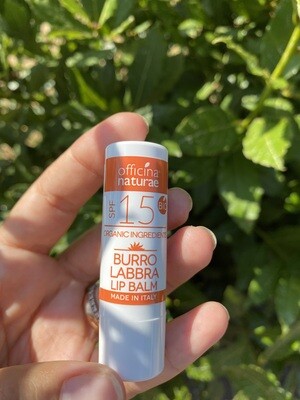 officina
naturae
SPF 15
ORGANIC INGREDIENTS
BURRO
LABBRA
LIP BALM
MADE IN ITALY